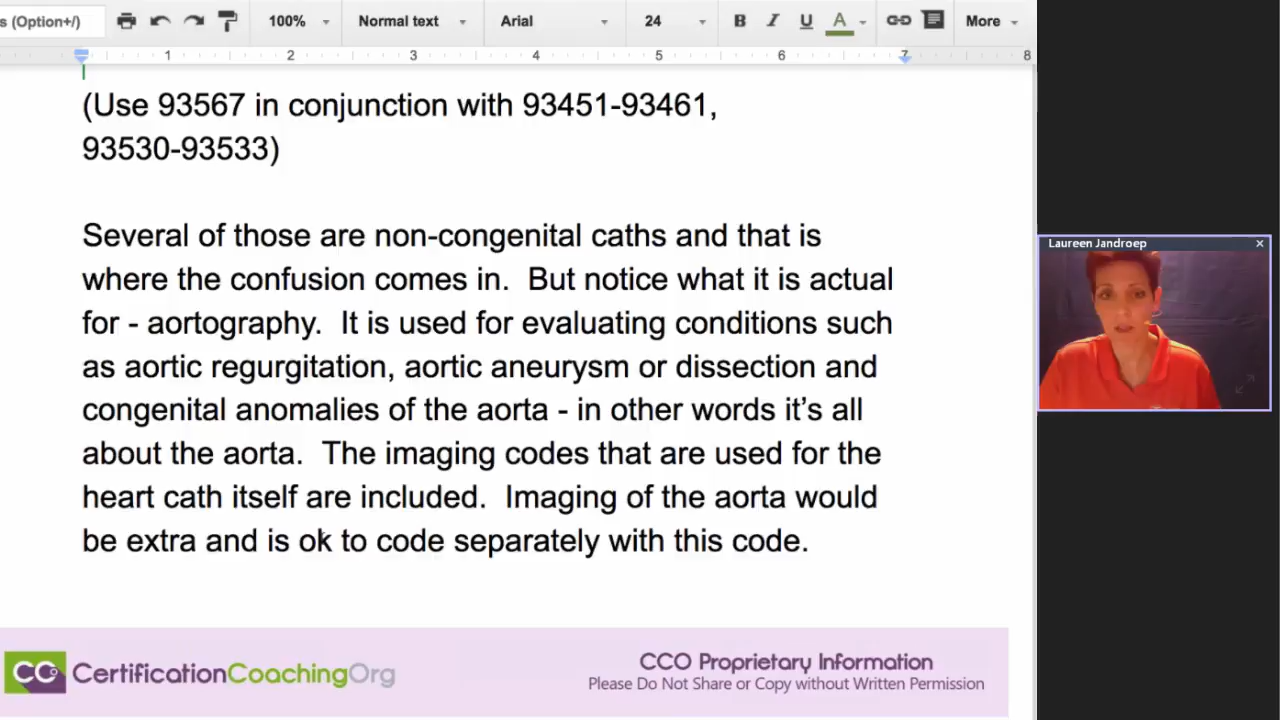 s (Option+/)
100%
Normal text
Arial
24
B
I
U
A
More
1
2
3
4
5
6
7
8
(Use 93567 in conjunction with 93451-93461,
93530-93533)
Several of those are non-congenital caths and that is
where the confusion comes in.  But notice what it is actual
for - aortography.  It is used for evaluating conditions such
as aortic regurgitation, aortic aneurysm or dissection and
congenital anomalies of the aorta - in other words it’s all
about the aorta.  The imaging codes that are used for the
heart cath itself are included.  Imaging of the aorta would
be extra and is ok to code separately with this code.
Laureen Jandroep
CCO
CertificationCoachingOrg
CCO Proprietary Information
Please Do Not Share or Copy without Written Permission